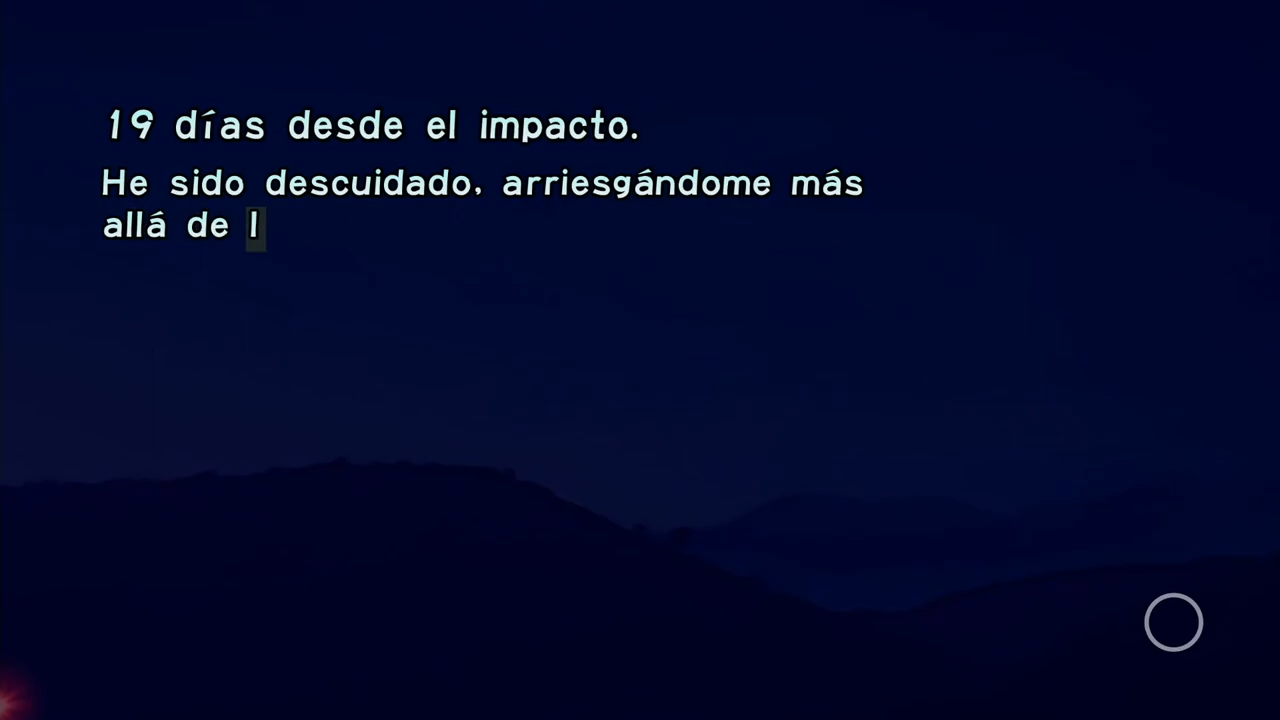 19 días desde el impacto.
He sido descuidado, arriesgándome más
allá de l